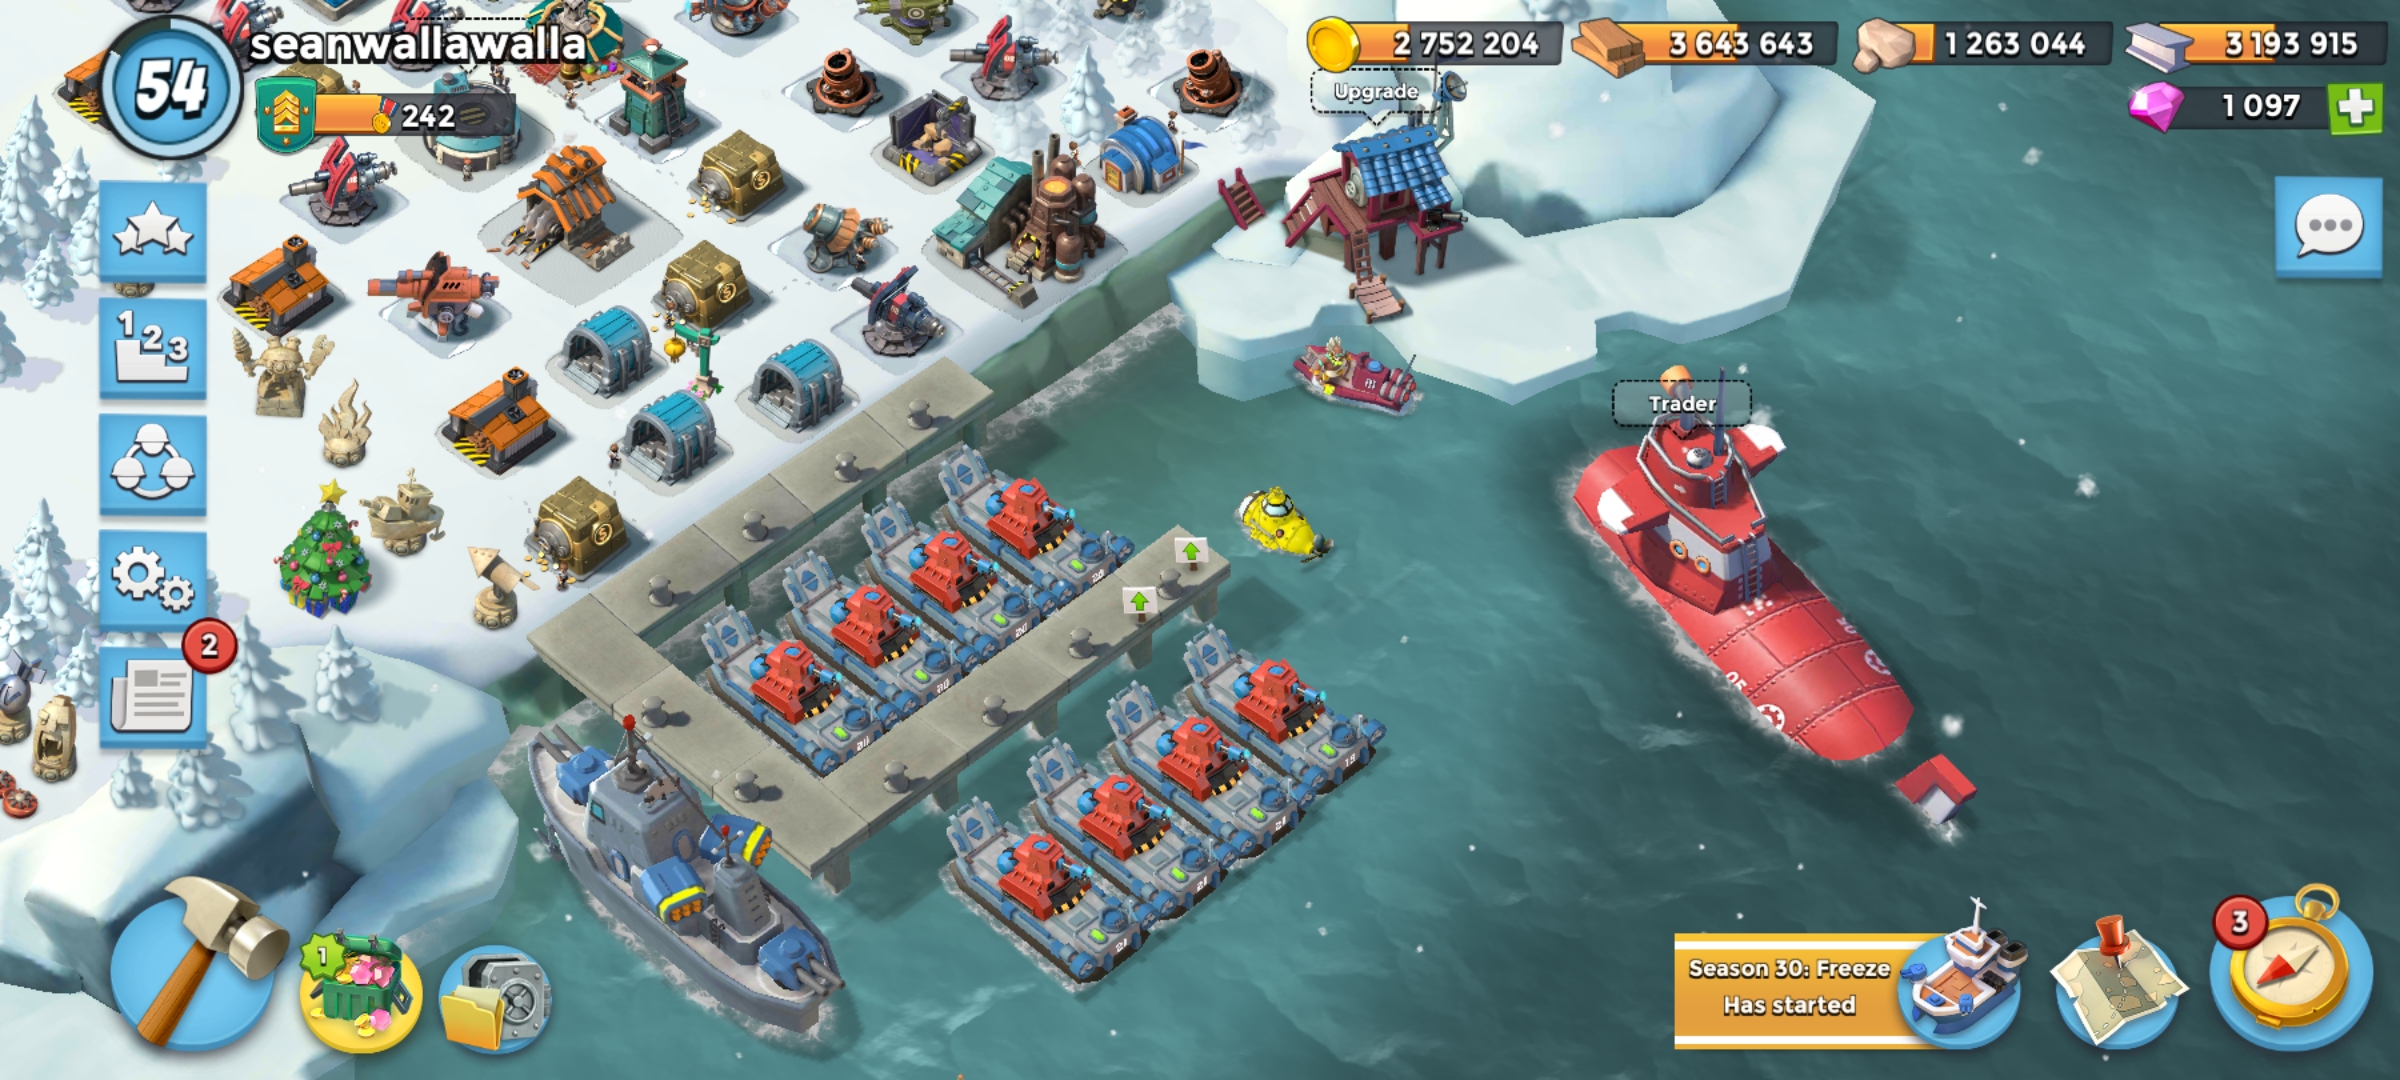 54
seanwallawalla
242
2 752 204
3 643 643
1 263 044
3 193 915
1 097
Upgrade
Trader
123
2
1
Season 30: Freeze
Has started
3